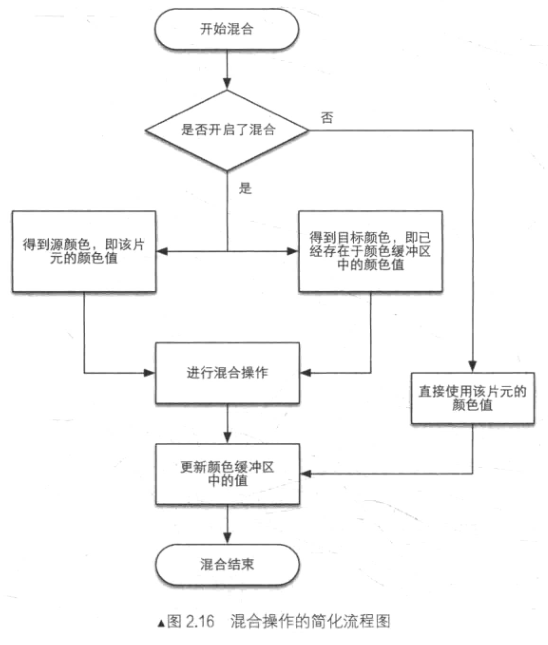 开始混合
是否开启了混合
否
是
得到源颜色，即该片
元的颜色值
得到目标颜色，即已
经存在于颜色缓冲区
中的颜色值
进行混合操作
直接使用该片元的
颜色值
更新颜色缓冲区
中的值
混合结束
▲图 2.16 混合操作的简化流程图